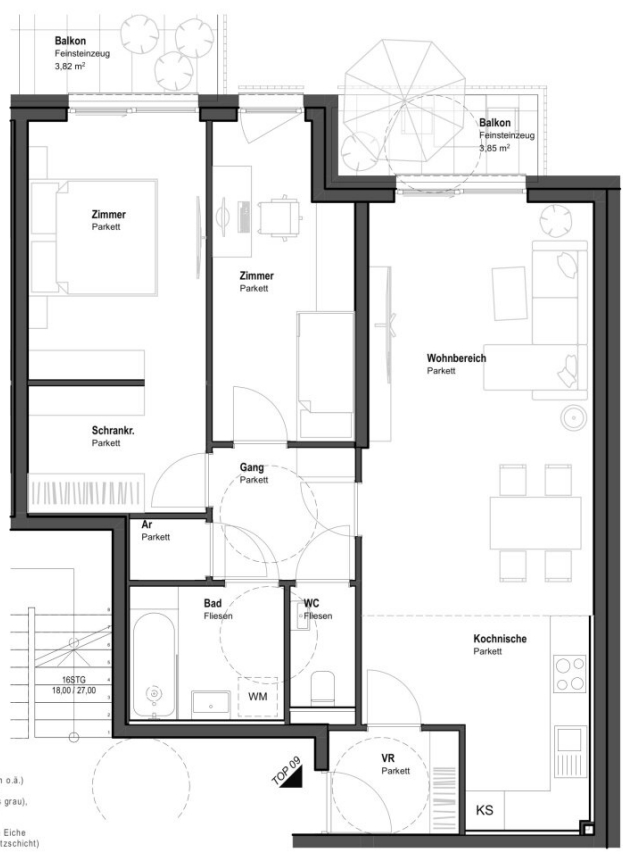 Balkon
Feinsteinzeug
3,82 m²
Balkon
Feinsteinzeug
3,85 m²
Zimmer
Parkett
Zimmer
Parkett
Wohnbereich
Parkett
Schrankr.
Parkett
Gang
Parkett
Ar
Parkett
Bad
Fliesen
WC
Fliesen
Kochnische
Parkett
16STG
18,00 / 27,00
WM
VR
Parkett
TOP 09
KS
o.ä.)
grau),
Eiche
tzschicht)